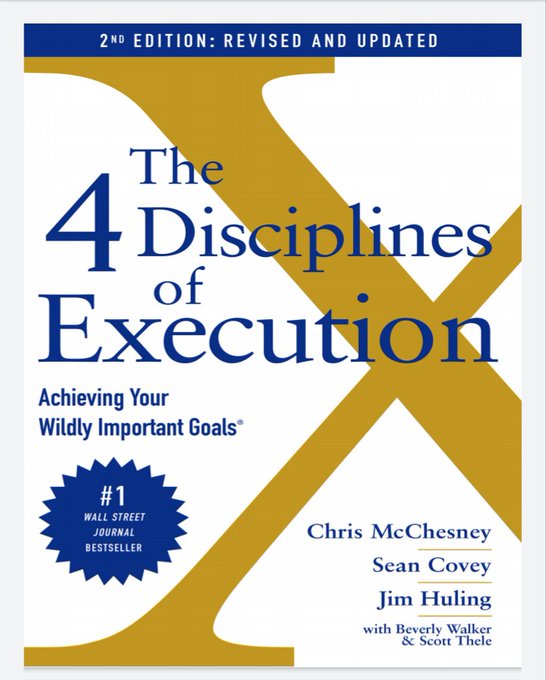 2ND EDITION: REVISED AND UPDATED
The
4 Disciplines
of
Execution
Achieving Your
Wildly Important Goals®
#1
WALL STREET
JOURNAL
BESTSELLER
Chris McChesney
Sean Covey
Jim Huling
with Beverly Walker
& Scott Thele